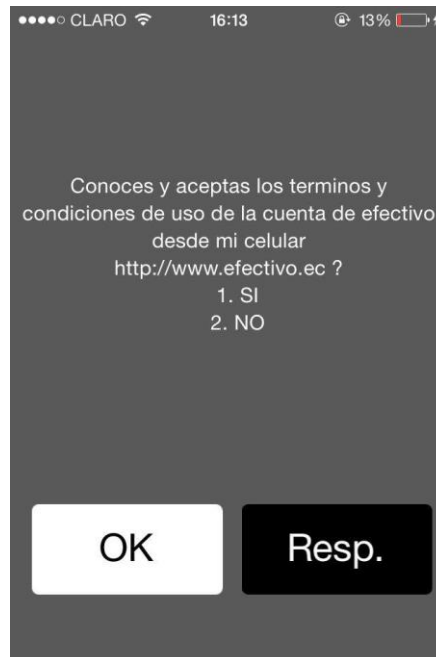 CLARO 16:13 13%
Conoces y aceptas los terminos y
condiciones de uso de la cuenta de efectivo
desde mi celular
http://www.efectivo.ec ?
1. SI
2. NO
OK Resp.